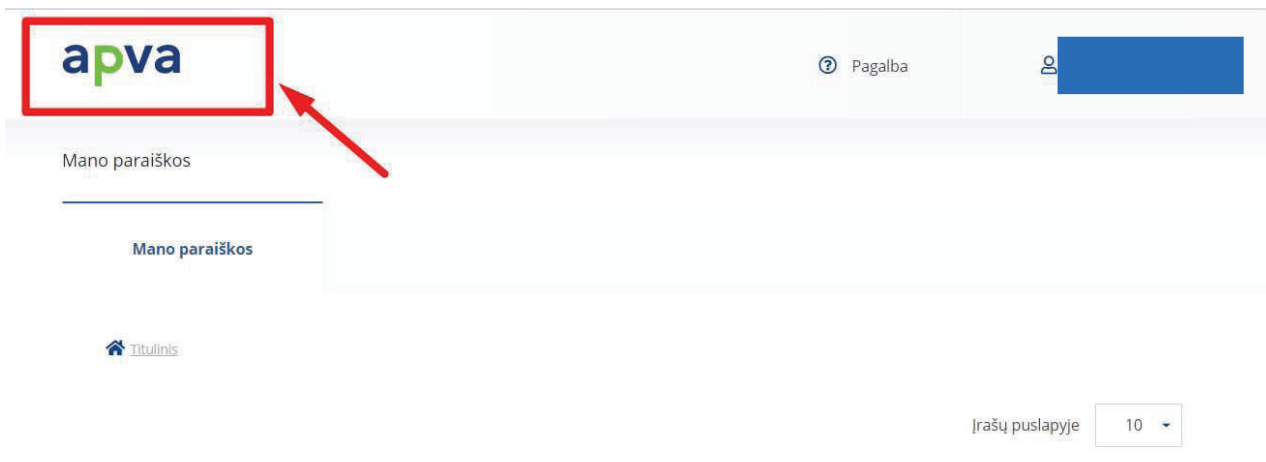 apva
Pagalba
Mano paraiškos
Mano paraiškos
Titulinis
Įrašų puslapyje 10